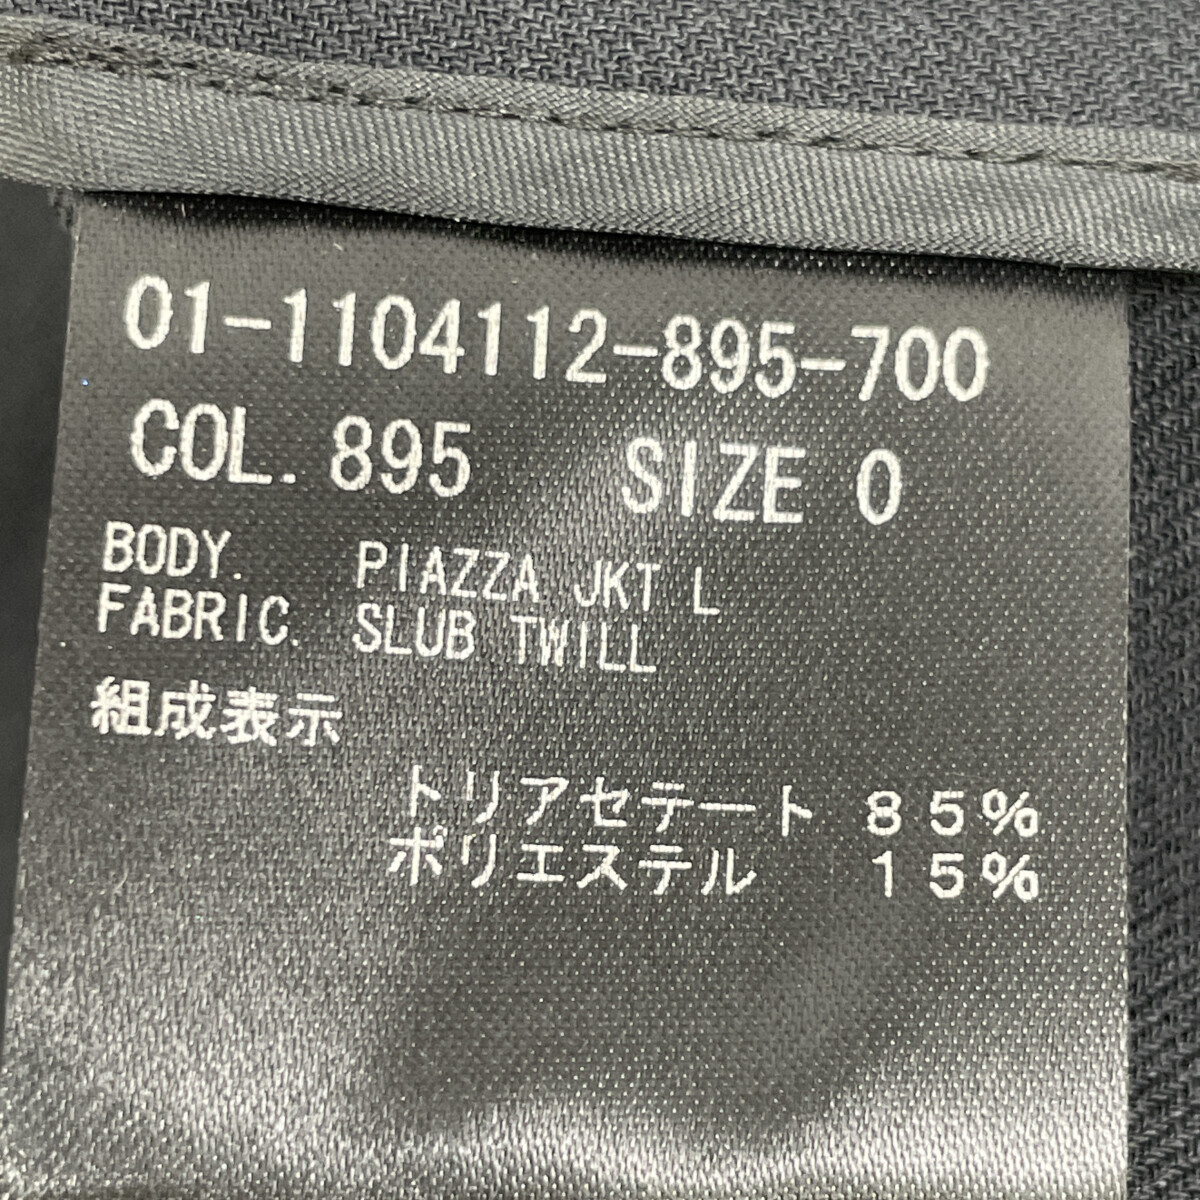 01-1104112-895-700
COL. 895 SIZE 0
BODY. PIAZZA JKT L
FABRIC. SLUB TWILL
組成表示
トリアセテート 85%
ポリエステル 15%